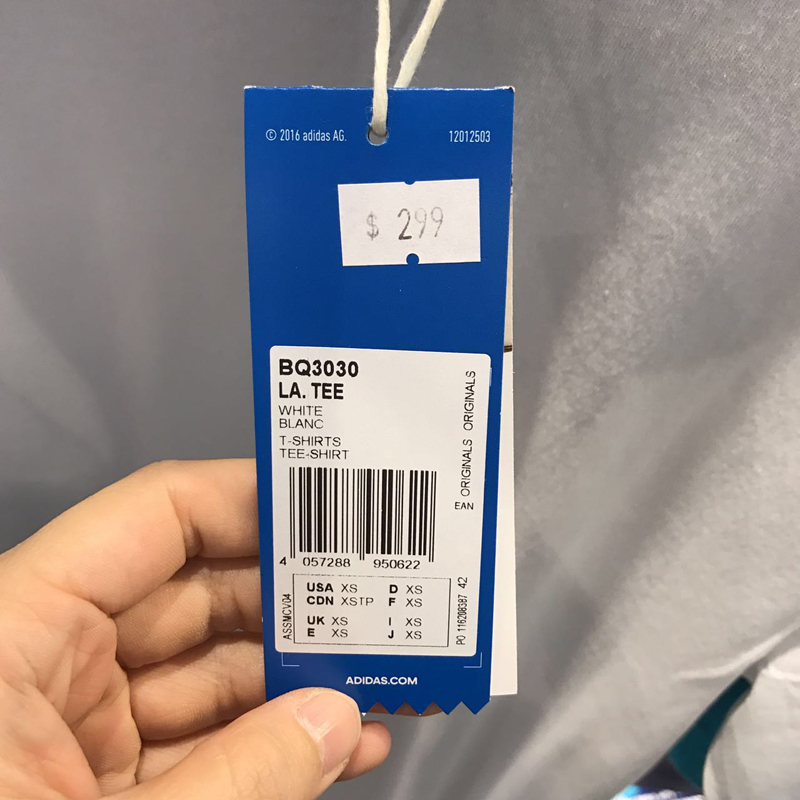 © 2016 adidas AG.
12012503
$ 299
BQ3030
LA. TEE
WHITE
BLANC
T-SHIRTS
TEE-SHIRT
ORIGINALS ORIGINALS
EAN
4 057288 950622
ASSMCV04
USA XS D XS
CDN XSTP F XS
UK XS I XS
E XS J XS
PO 116208387 42
ADIDAS.COM